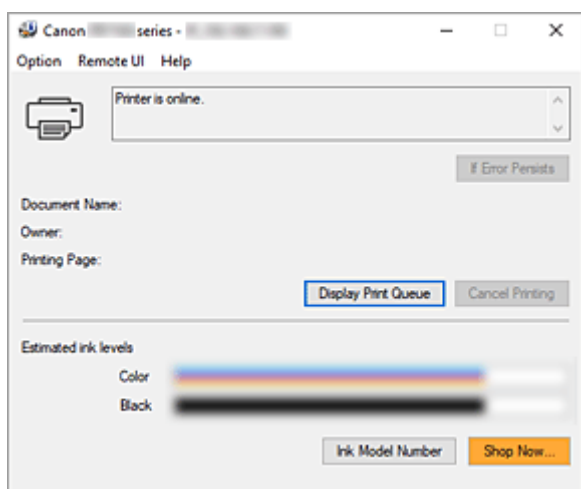 Canon series -
Option Remote UI Help
Printer is online.
If Error Persists
Document Name:
Owner:
Printing Page:
Display Print Queue Cancel Printing
Estimated ink levels
Color
Black
Ink Model Number Shop Now...